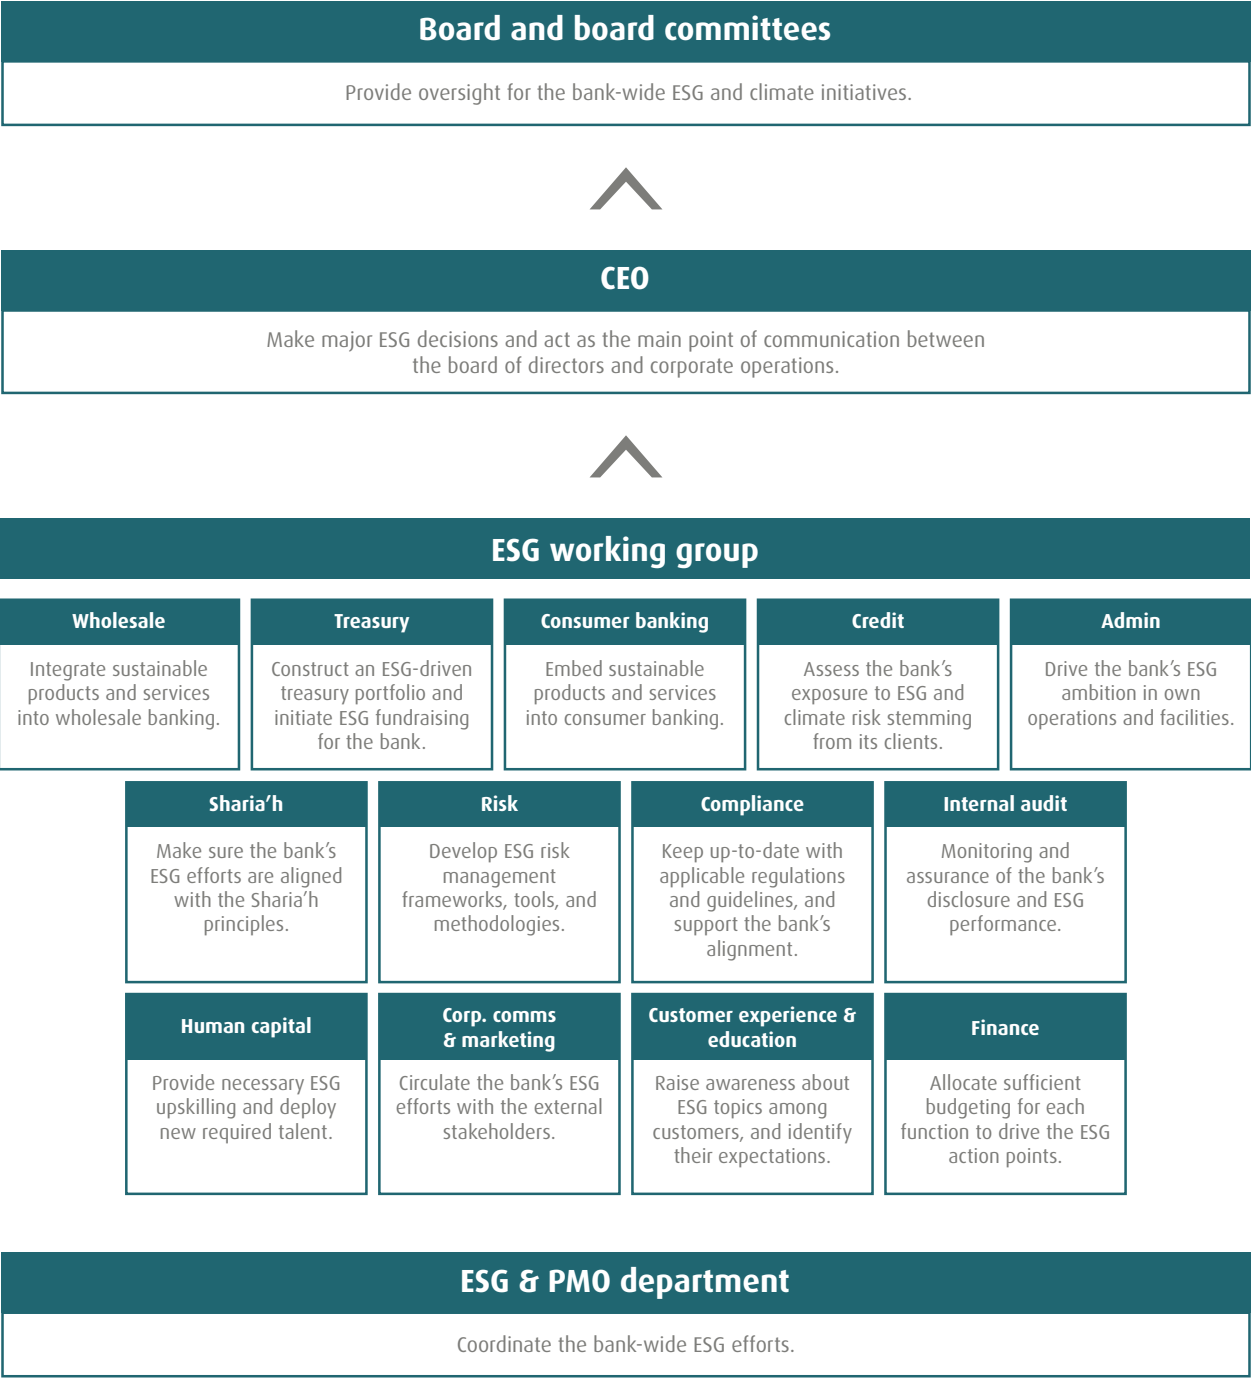 Board and board committees
Provide oversight for the bank-wide ESG and climate initiatives.
CEO
Make major ESG decisions and act as the main point of communication between
the board of directors and corporate operations.
ESG working group
Wholesale
Integrate sustainable
products and services
into wholesale banking.
Treasury
Construct an ESG-driven
treasury portfolio and
initiate ESG fundraising
for the bank.
Consumer banking
Embed sustainable
products and services
into consumer banking.
Credit
Assess the bank’s
exposure to ESG and
climate risk stemming
from its clients.
Admin
Drive the bank’s ESG
ambition in own
operations and facilities.
Sharia’h
Make sure the bank’s
ESG efforts are aligned
with the Sharia’h
principles.
Risk
Develop ESG risk
management
frameworks, tools, and
methodologies.
Compliance
Keep up-to-date with
applicable regulations
and guidelines, and
support the bank’s
alignment.
Internal audit
Monitoring and
assurance of the bank’s
disclosure and ESG
performance.
Human capital
Provide necessary ESG
upskilling and deploy
new required talent.
Corp. comms
& marketing
Circulate the bank’s ESG
efforts with the external
stakeholders.
Customer experience &
education
Raise awareness about
ESG topics among
customers, and identify
their expectations.
Finance
Allocate sufficient
budgeting for each
function to drive the ESG
action points.
ESG & PMO department
Coordinate the bank-wide ESG efforts.